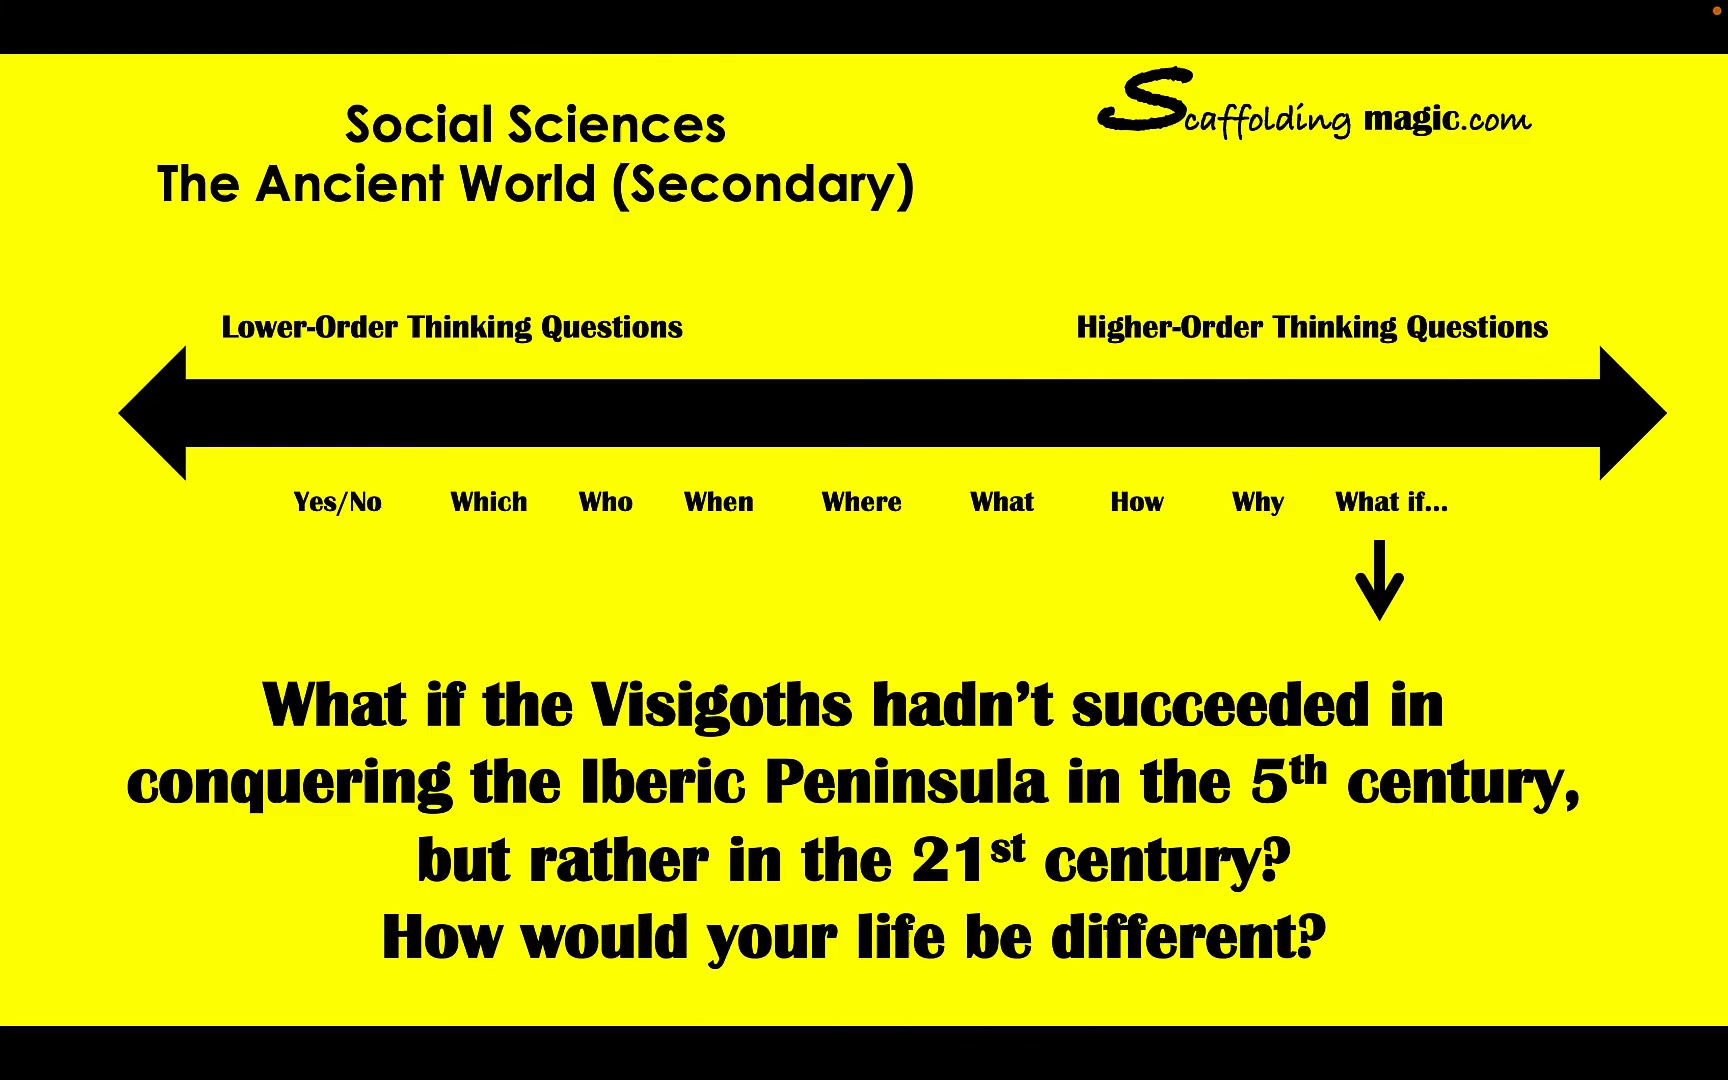 Social Sciences
The Ancient World (Secondary)
Scaffolding magic.com
Lower-Order Thinking Questions
Higher-Order Thinking Questions
Yes/No Which Who When Where What How Why What if...
What if the Visigoths hadn’t succeeded in
conquering the Iberic Peninsula in the 5th century,
but rather in the 21st century?
How would your life be different?